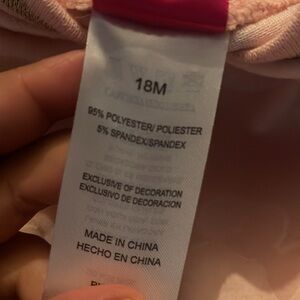 18M
95% POLYESTER/ POLIESTER
5% SPANDEX/SPANDEX
EXCLUSIVE OF DECORATION
EXCLUSIVO DE DECORACION
MADE IN CHINA
HECHO EN CHINA